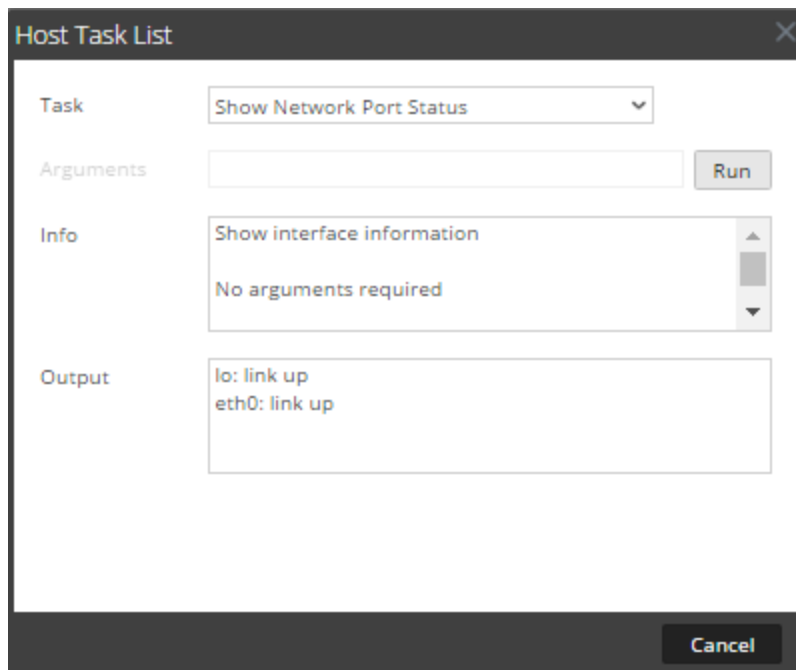 Host Task List
Task
Show Network Port Status
Arguments
Run
Info
Show interface information
No arguments required
Output
lo: link up
eth0: link up
Cancel